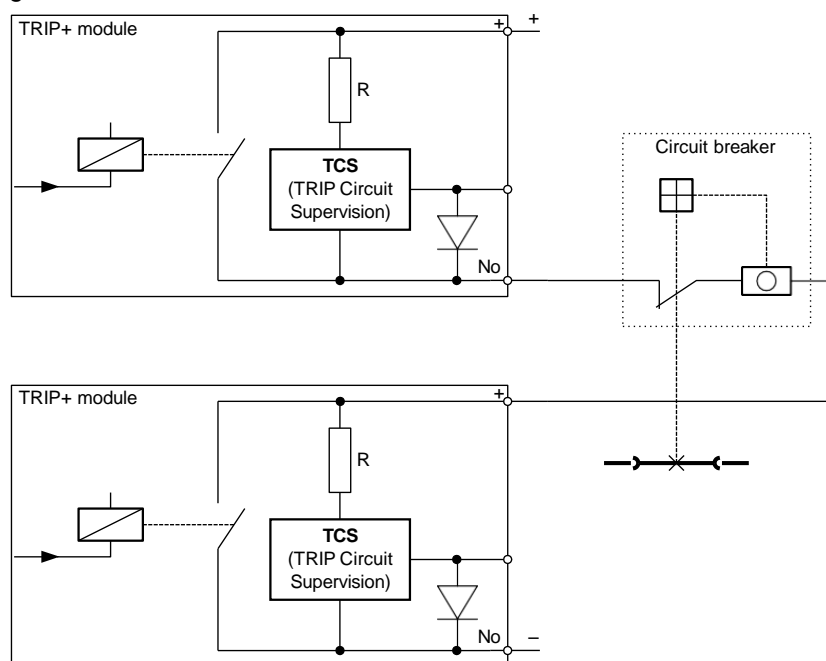 g
TRIP+ module
+
+
R
TCS
(TRIP Circuit
Supervision)
No
Circuit breaker
TRIP+ module
+
R
TCS
(TRIP Circuit
Supervision)
No
–